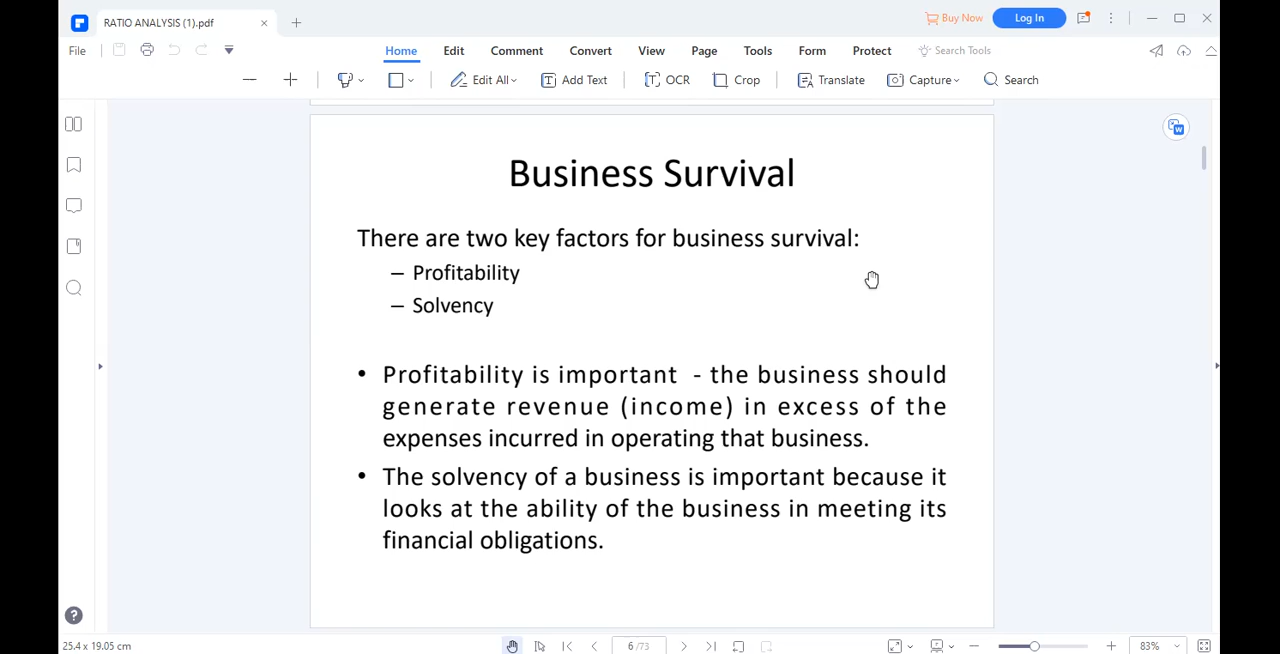 RATIO ANALYSIS (1).pdf
Buy Now
Log In
File
Home
Edit
Comment
Convert
View
Page
Tools
Form
Protect
Search Tools
Edit All
Add Text
OCR
Crop
Translate
Capture
Search
Business Survival
There are two key factors for business survival:
– Profitability
– Solvency
• Profitability is important - the business should
generate revenue (income) in excess of the
expenses incurred in operating that business.
• The solvency of a business is important because it
looks at the ability of the business in meeting its
financial obligations.
25.4 x 19.05 cm
6 /73
83%